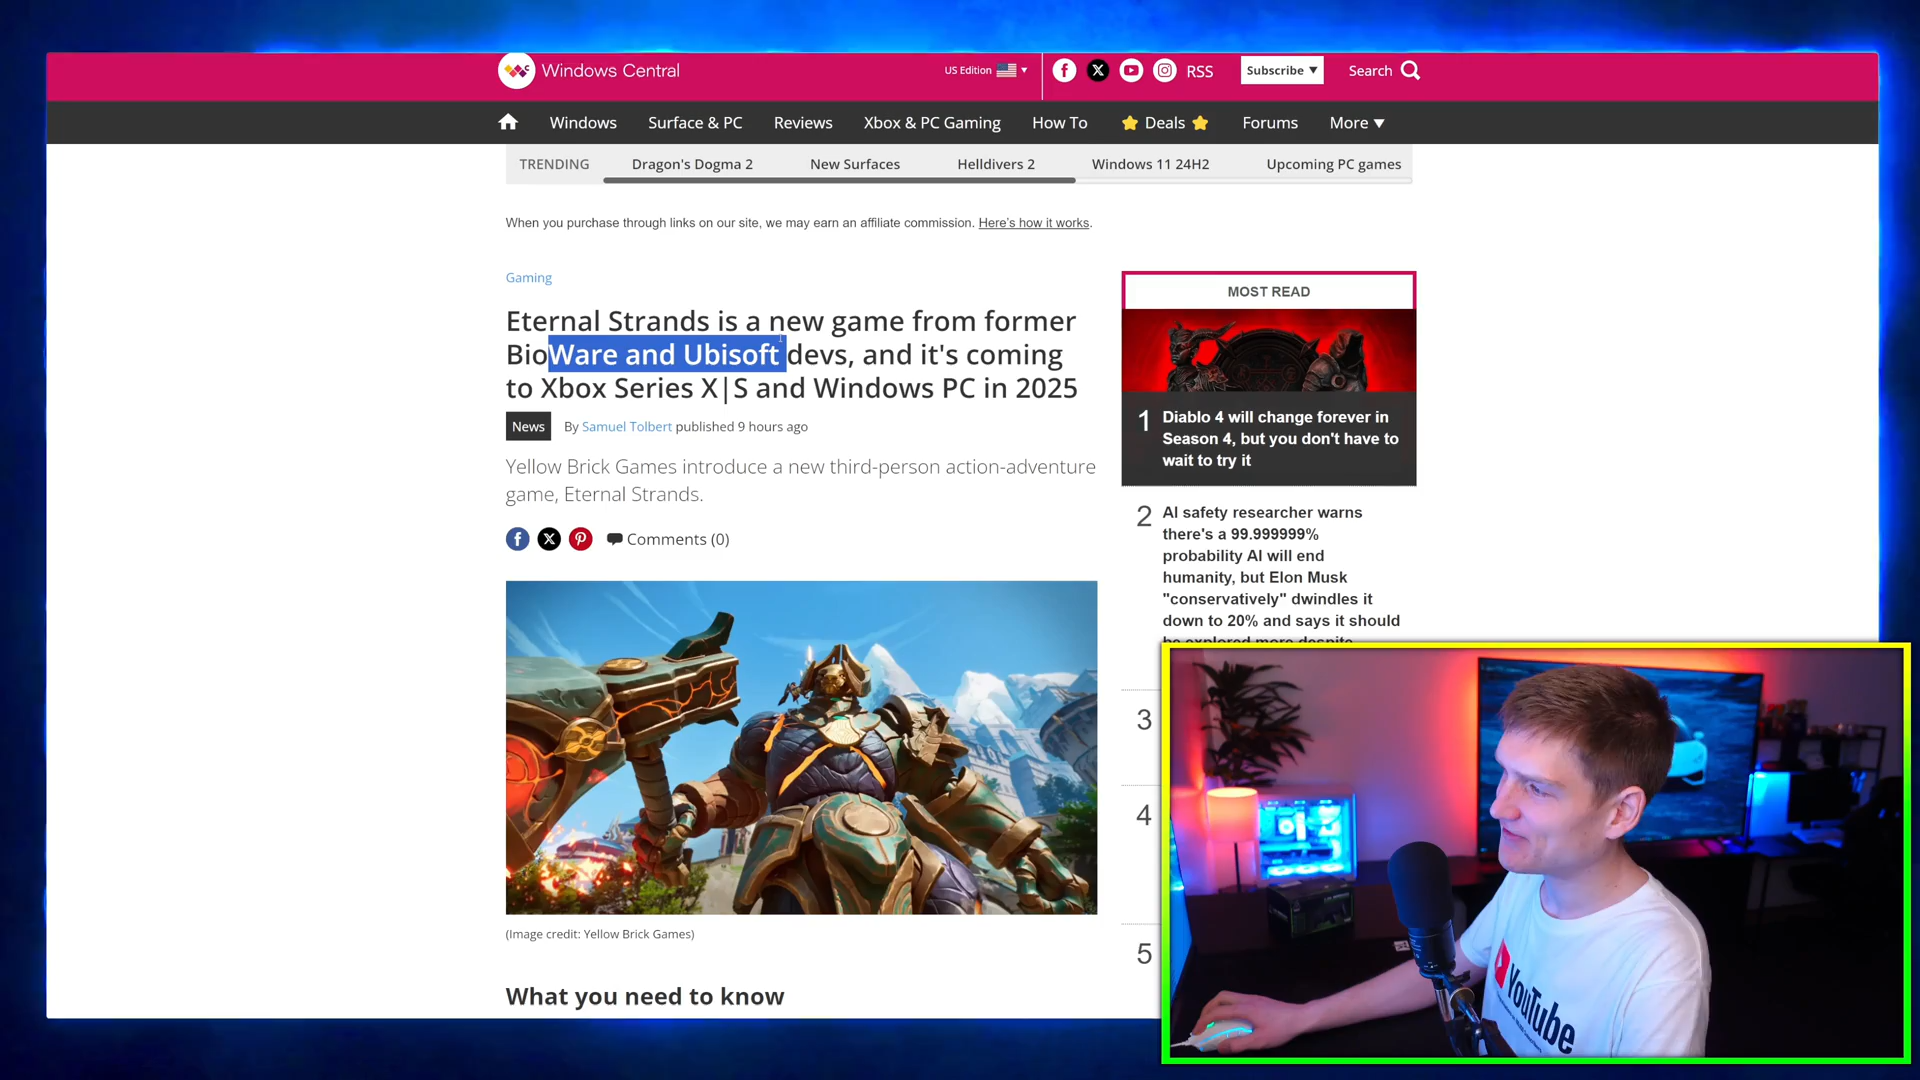 Windows Central
US Edition
RSS
Subscribe ▼
Search
Windows
Surface & PC
Reviews
Xbox & PC Gaming
How To
Deals
Forums
More ▼
TRENDING
Dragon's Dogma 2
New Surfaces
Helldivers 2
Windows 11 24H2
Upcoming PC games
When you purchase through links on our site, we may earn an affiliate commission. Here's how it works.
Gaming
Eternal Strands is a new game from former
BioWare and Ubisoft devs, and it's coming
to Xbox Series X|S and Windows PC in 2025
News
By Samuel Tolbert published 9 hours ago
Yellow Brick Games introduce a new third-person action-adventure
game, Eternal Strands.
Comments (0)
(Image credit: Yellow Brick Games)
What you need to know
MOST READ
1
Diablo 4 will change forever in
Season 4, but you don't have to
wait to try it
2
AI safety researcher warns
there's a 99.999999%
probability AI will end
humanity, but Elon Musk
"conservatively" dwindles it
down to 20% and says it should
be explored more despite
3
4
5
YouTube